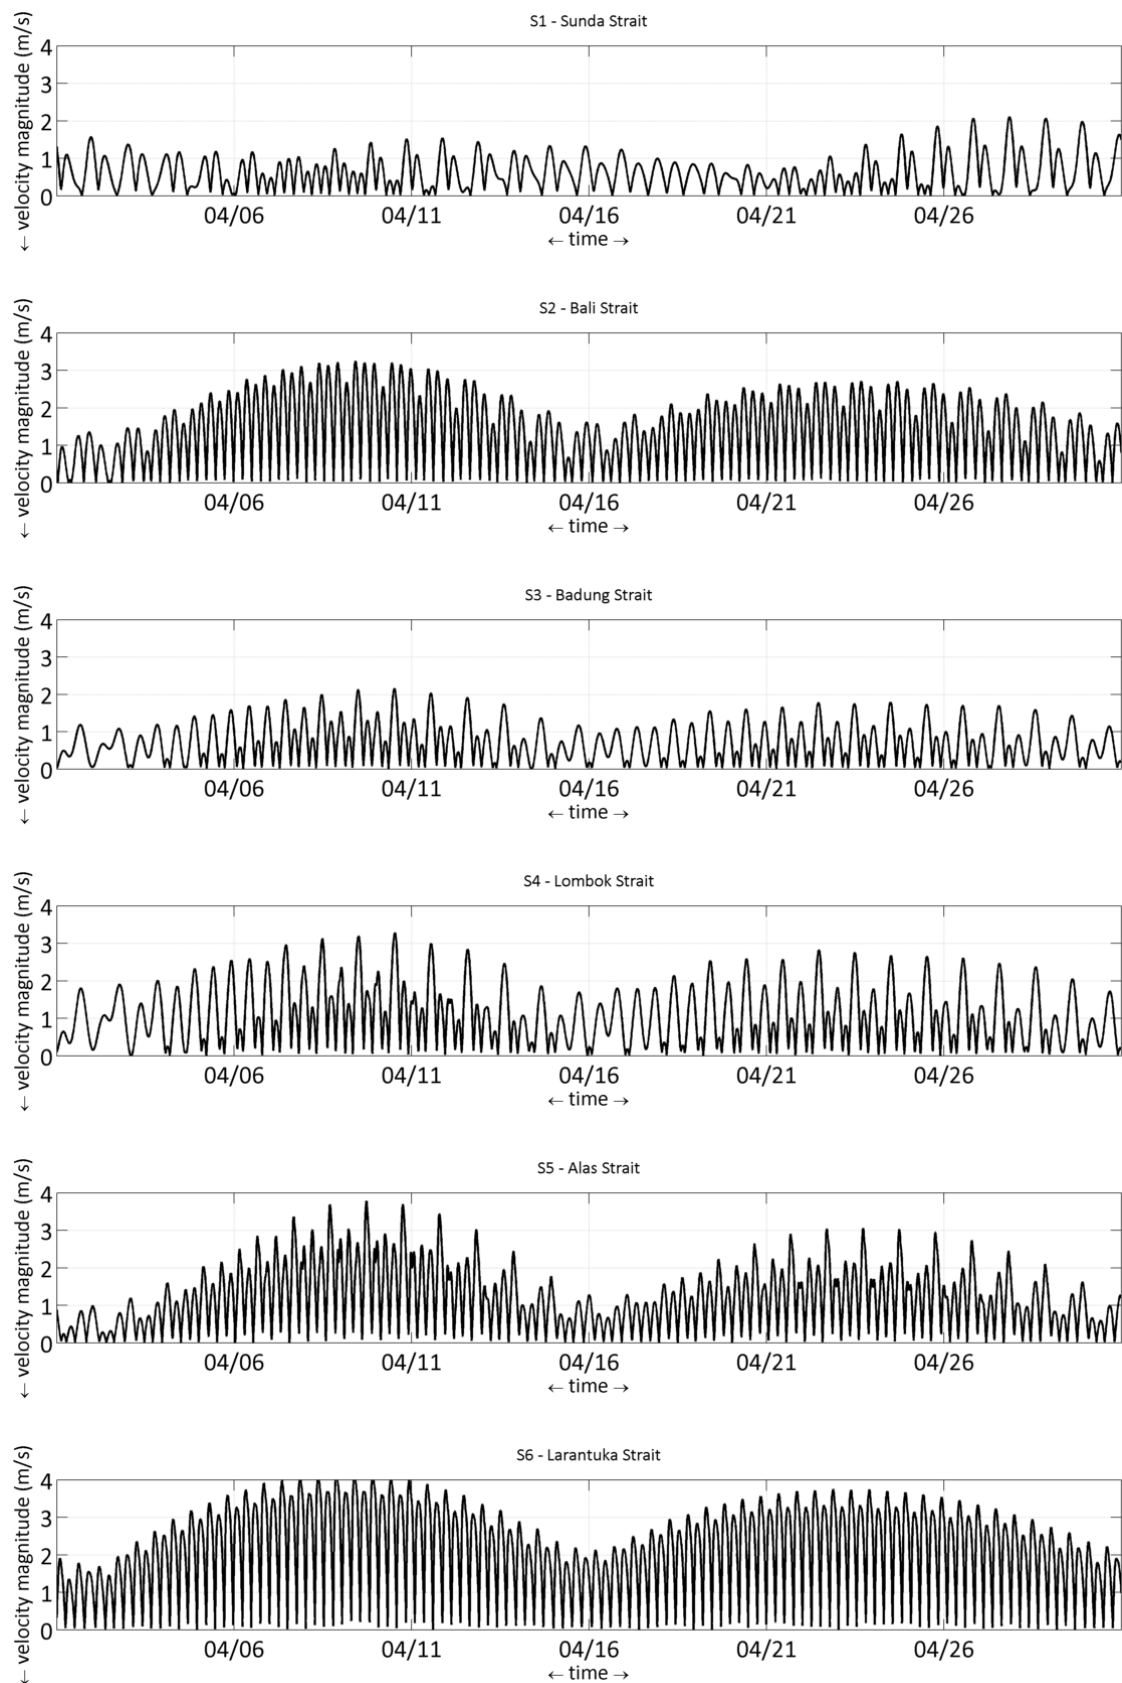 S1 - Sunda Strait
← velocity magnitude (m/s)
4
3
2
1
0
04/06 04/11 04/16 04/21 04/26
← time →
S2 - Bali Strait
← velocity magnitude (m/s)
4
3
2
1
0
04/06 04/11 04/16 04/21 04/26
← time →
S3 - Badung Strait
← velocity magnitude (m/s)
4
3
2
1
0
04/06 04/11 04/16 04/21 04/26
← time →
S4 - Lombok Strait
← velocity magnitude (m/s)
4
3
2
1
0
04/06 04/11 04/16 04/21 04/26
← time →
S5 - Alas Strait
← velocity magnitude (m/s)
4
3
2
1
0
04/06 04/11 04/16 04/21 04/26
← time →
S6 - Larantuka Strait
← velocity magnitude (m/s)
4
3
2
1
0
04/06 04/11 04/16 04/21 04/26
← time →